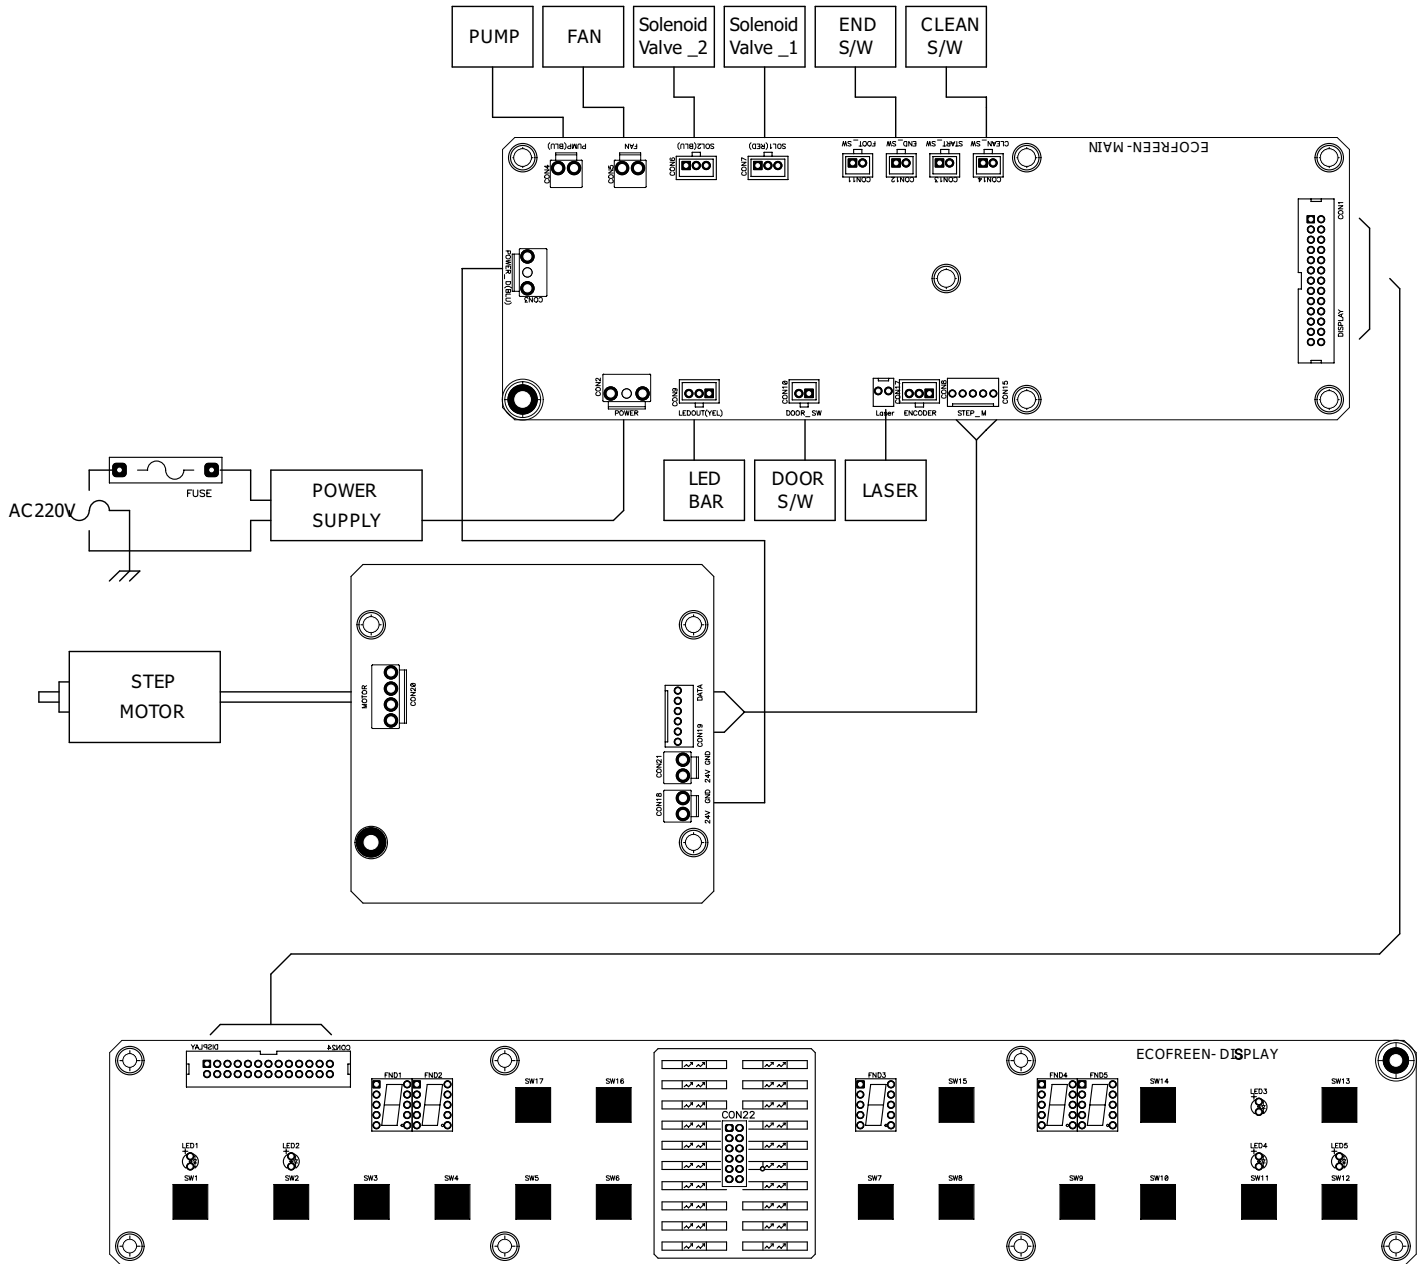 PUMP
FAN
Solenoid
Valve _2
Solenoid
Valve _1
END
S/W
CLEAN
S/W
PUMP(BLU)
CON4
FAN
CON5
SOL2(BLU)
CON6
SOL1(RED)
CON7
FOOT_SW
CON11
END_SW
CON12
START_SW
CON13
CLEAN_SW
CON14
ECOFREEN-MAIN
CON1
DISPLAY
POWER_D(BLU)
CON3
CON2
POWER
CON9
LEDOUT(YEL)
CON10
DOOR_SW
Laser
CON17
ENCODER
CON8
STEP_M
CON15
LED
BAR
DOOR
S/W
LASER
FUSE
AC220V
POWER
SUPPLY
STEP
MOTOR
MOTOR
CON20
DATA
CON19
CON21
24V GND
CON18
24V GND
DISPLAY
CON24
ECOFREEN-DISPLAY
FND1
FND2
SW17
SW16
CON22
FND3
SW15
FND4
FND5
SW14
LED3
SW13
LED1
LED2
LED4
LED5
SW1
SW2
SW3
SW4
SW5
SW6
SW7
SW8
SW9
SW10
SW11
SW12